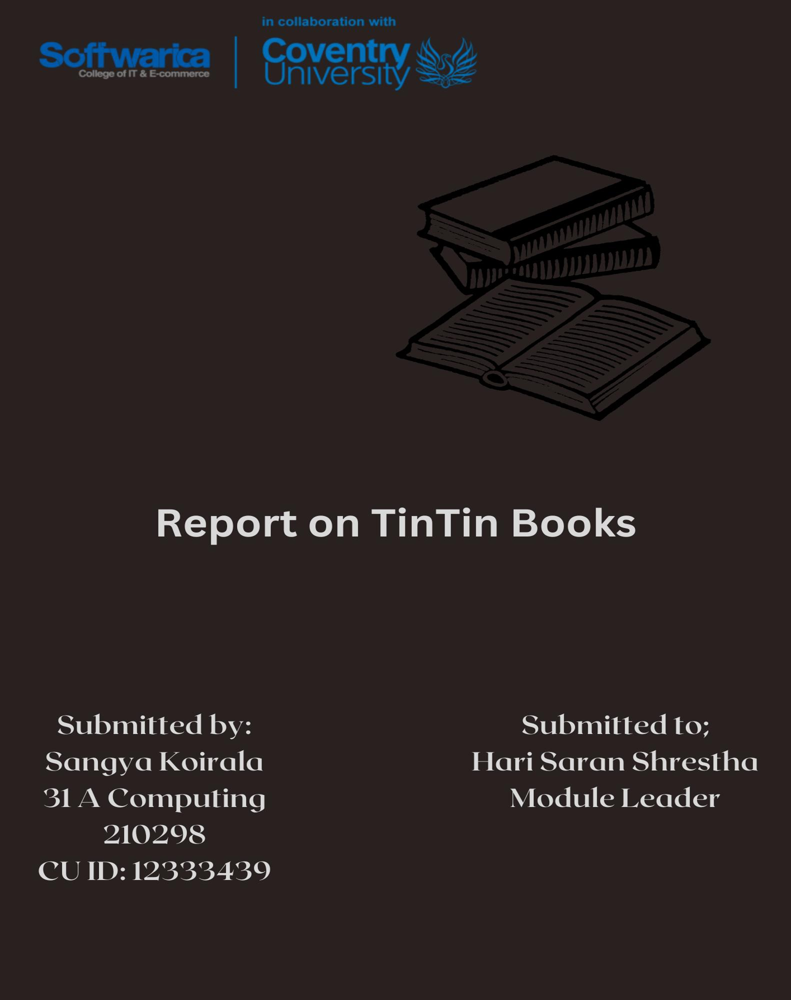 in collaboration with
Softwarica
College of IT & E-commerce
Coventry
University
Report on TinTin Books
Submitted by:
Sangya Koirala
31 A Computing
210298
CU ID: 12333439
Submitted to;
Hari Saran Shrestha
Module Leader